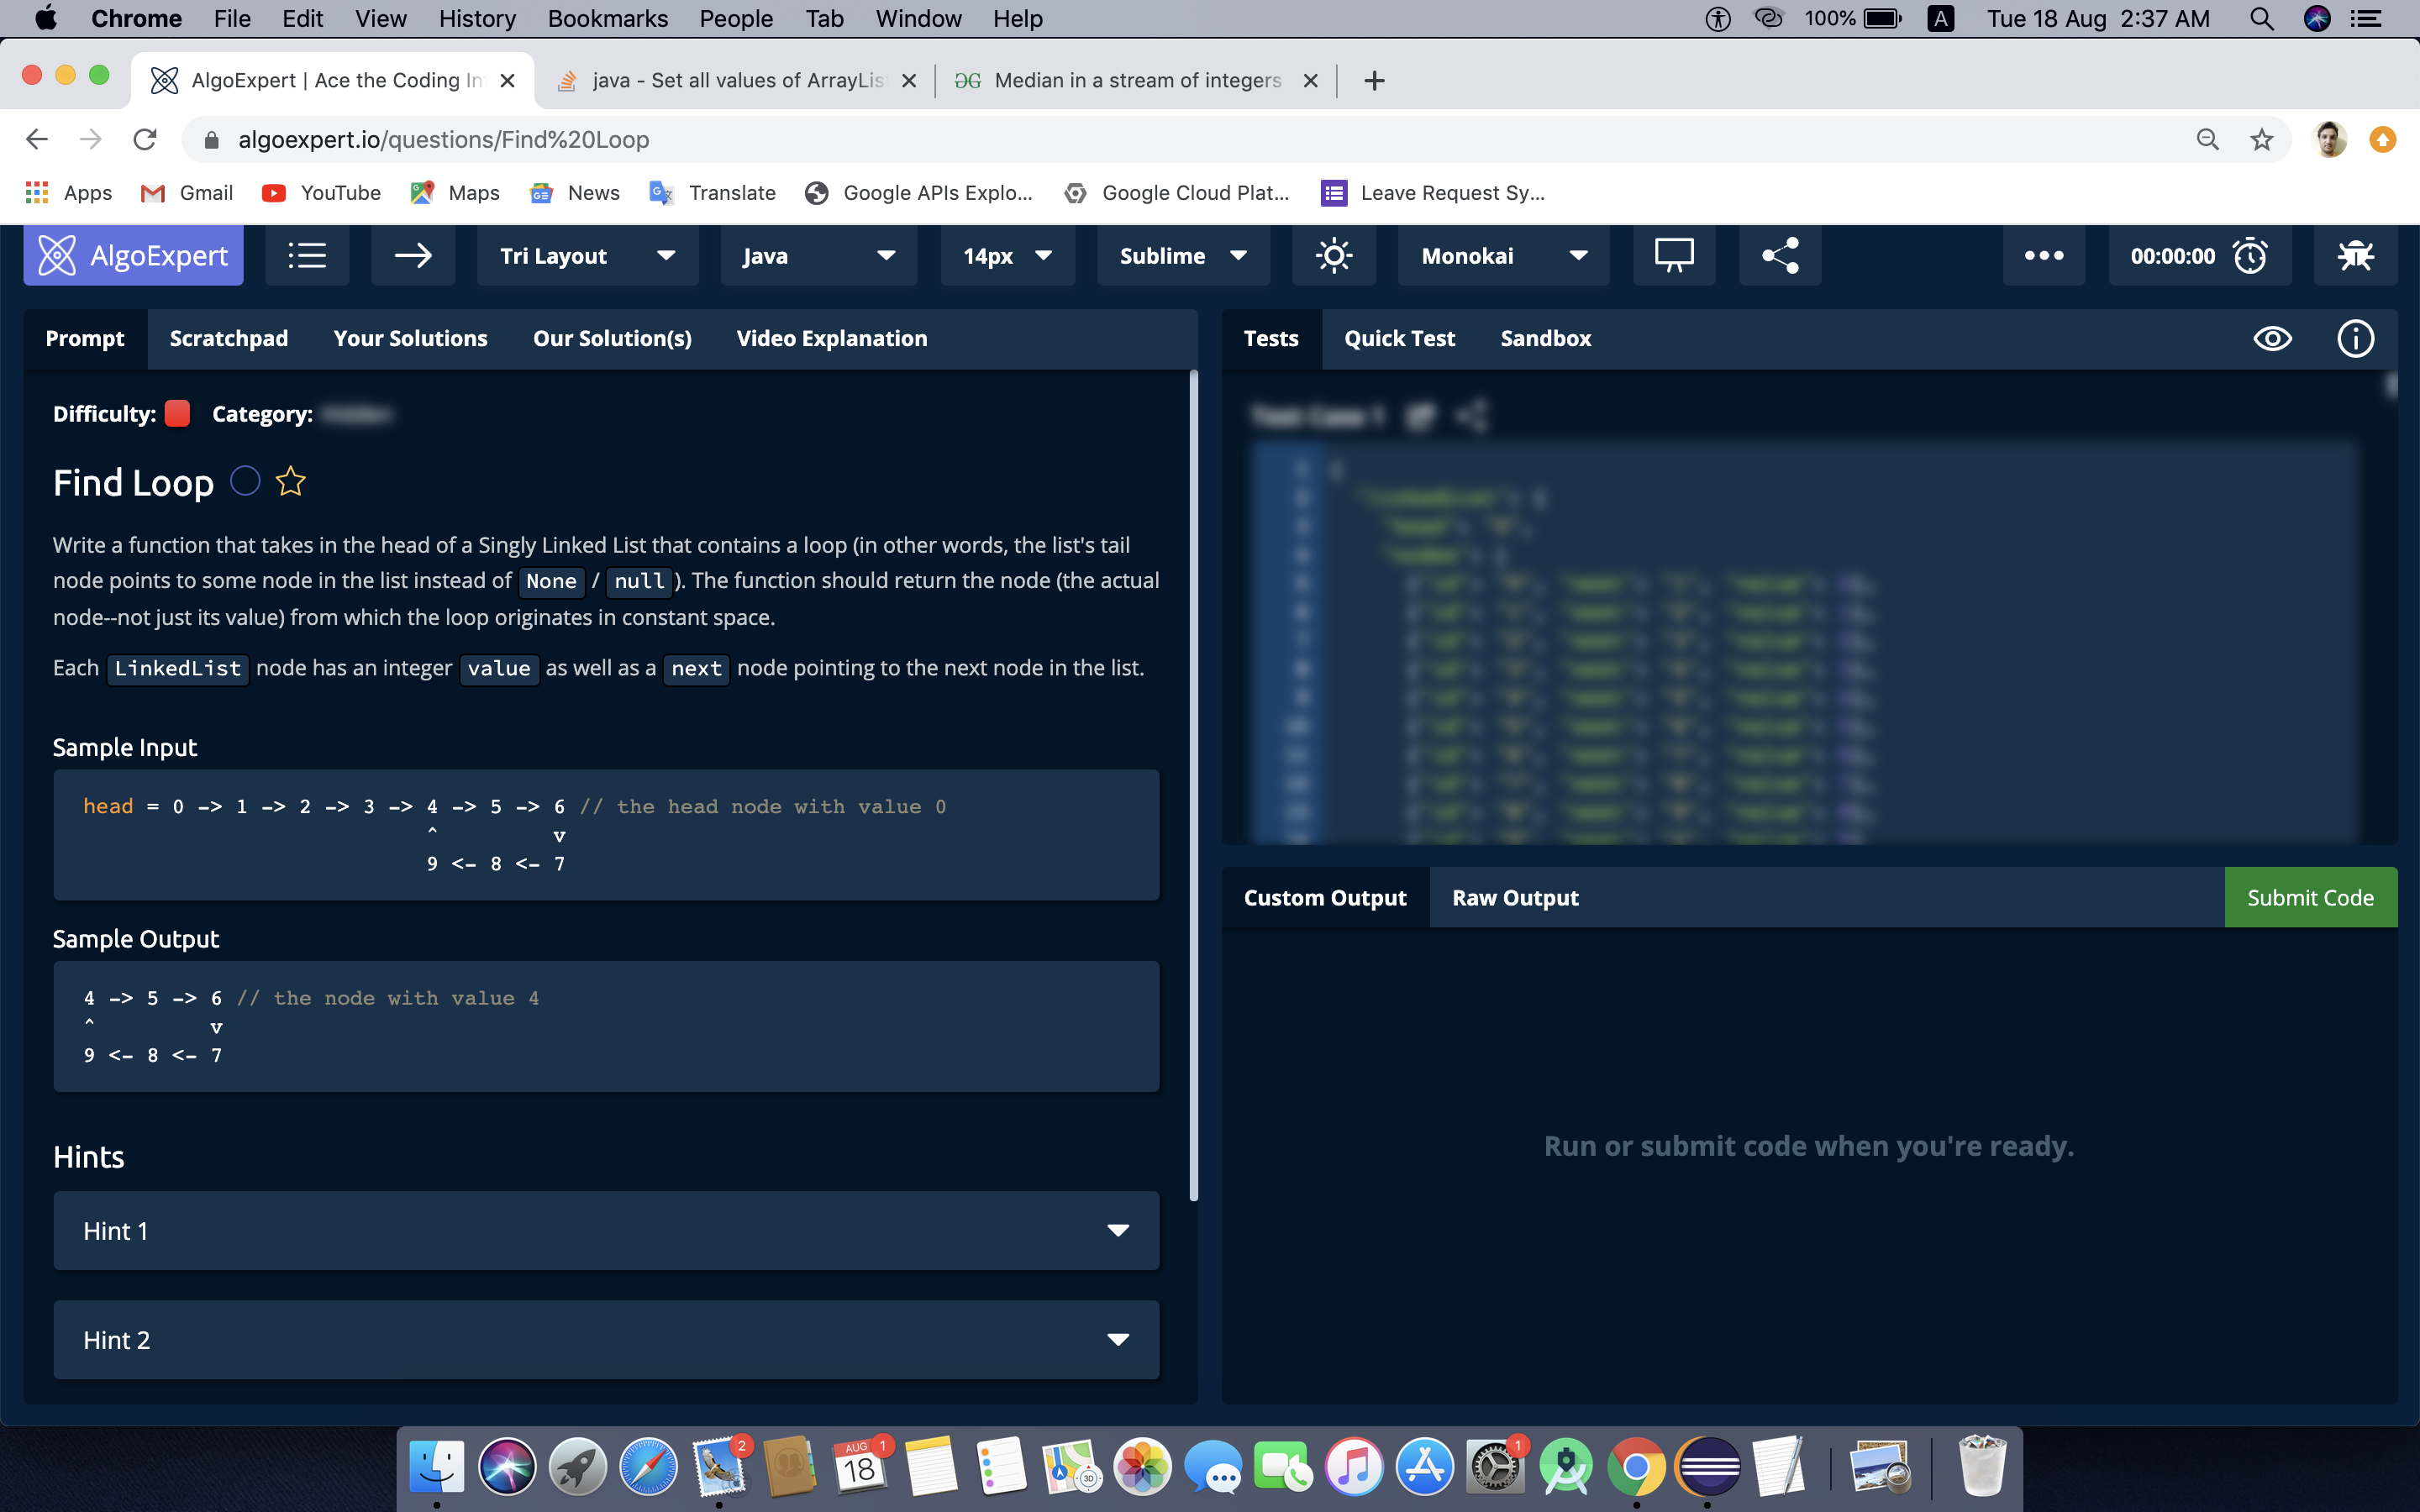 Chrome File Edit View History Bookmarks People Tab Window Help 100% A Tue 18 Aug 2:37 AM
AlgoExpert | Ace the Coding In java - Set all values of ArrayLis Median in a stream of integers
algoexpert.io/questions/Find%20Loop
Apps Gmail YouTube Maps News Translate Google APIs Explo... Google Cloud Plat... Leave Request Sy...
AlgoExpert Tri Layout Java 14px Sublime Monokai 00:00:00
Prompt Scratchpad Your Solutions Our Solution(s) Video Explanation
Difficulty: Category:
Find Loop
Write a function that takes in the head of a Singly Linked List that contains a loop (in other words, the list's tail
node points to some node in the list instead of None / null ). The function should return the node (the actual
node--not just its value) from which the loop originates in constant space.
Each LinkedList node has an integer value as well as a next node pointing to the next node in the list.
Sample Input
head = 0 -> 1 -> 2 -> 3 -> 4 -> 5 -> 6 // the head node with value 0
^ v
9 <- 8 <- 7
Sample Output
4 -> 5 -> 6 // the node with value 4
^ v
9 <- 8 <- 7
Hints
Hint 1
Hint 2
Tests Quick Test Sandbox
Custom Output Raw Output Submit Code
Run or submit code when you're ready.
2 AUG 18 1 3D 1